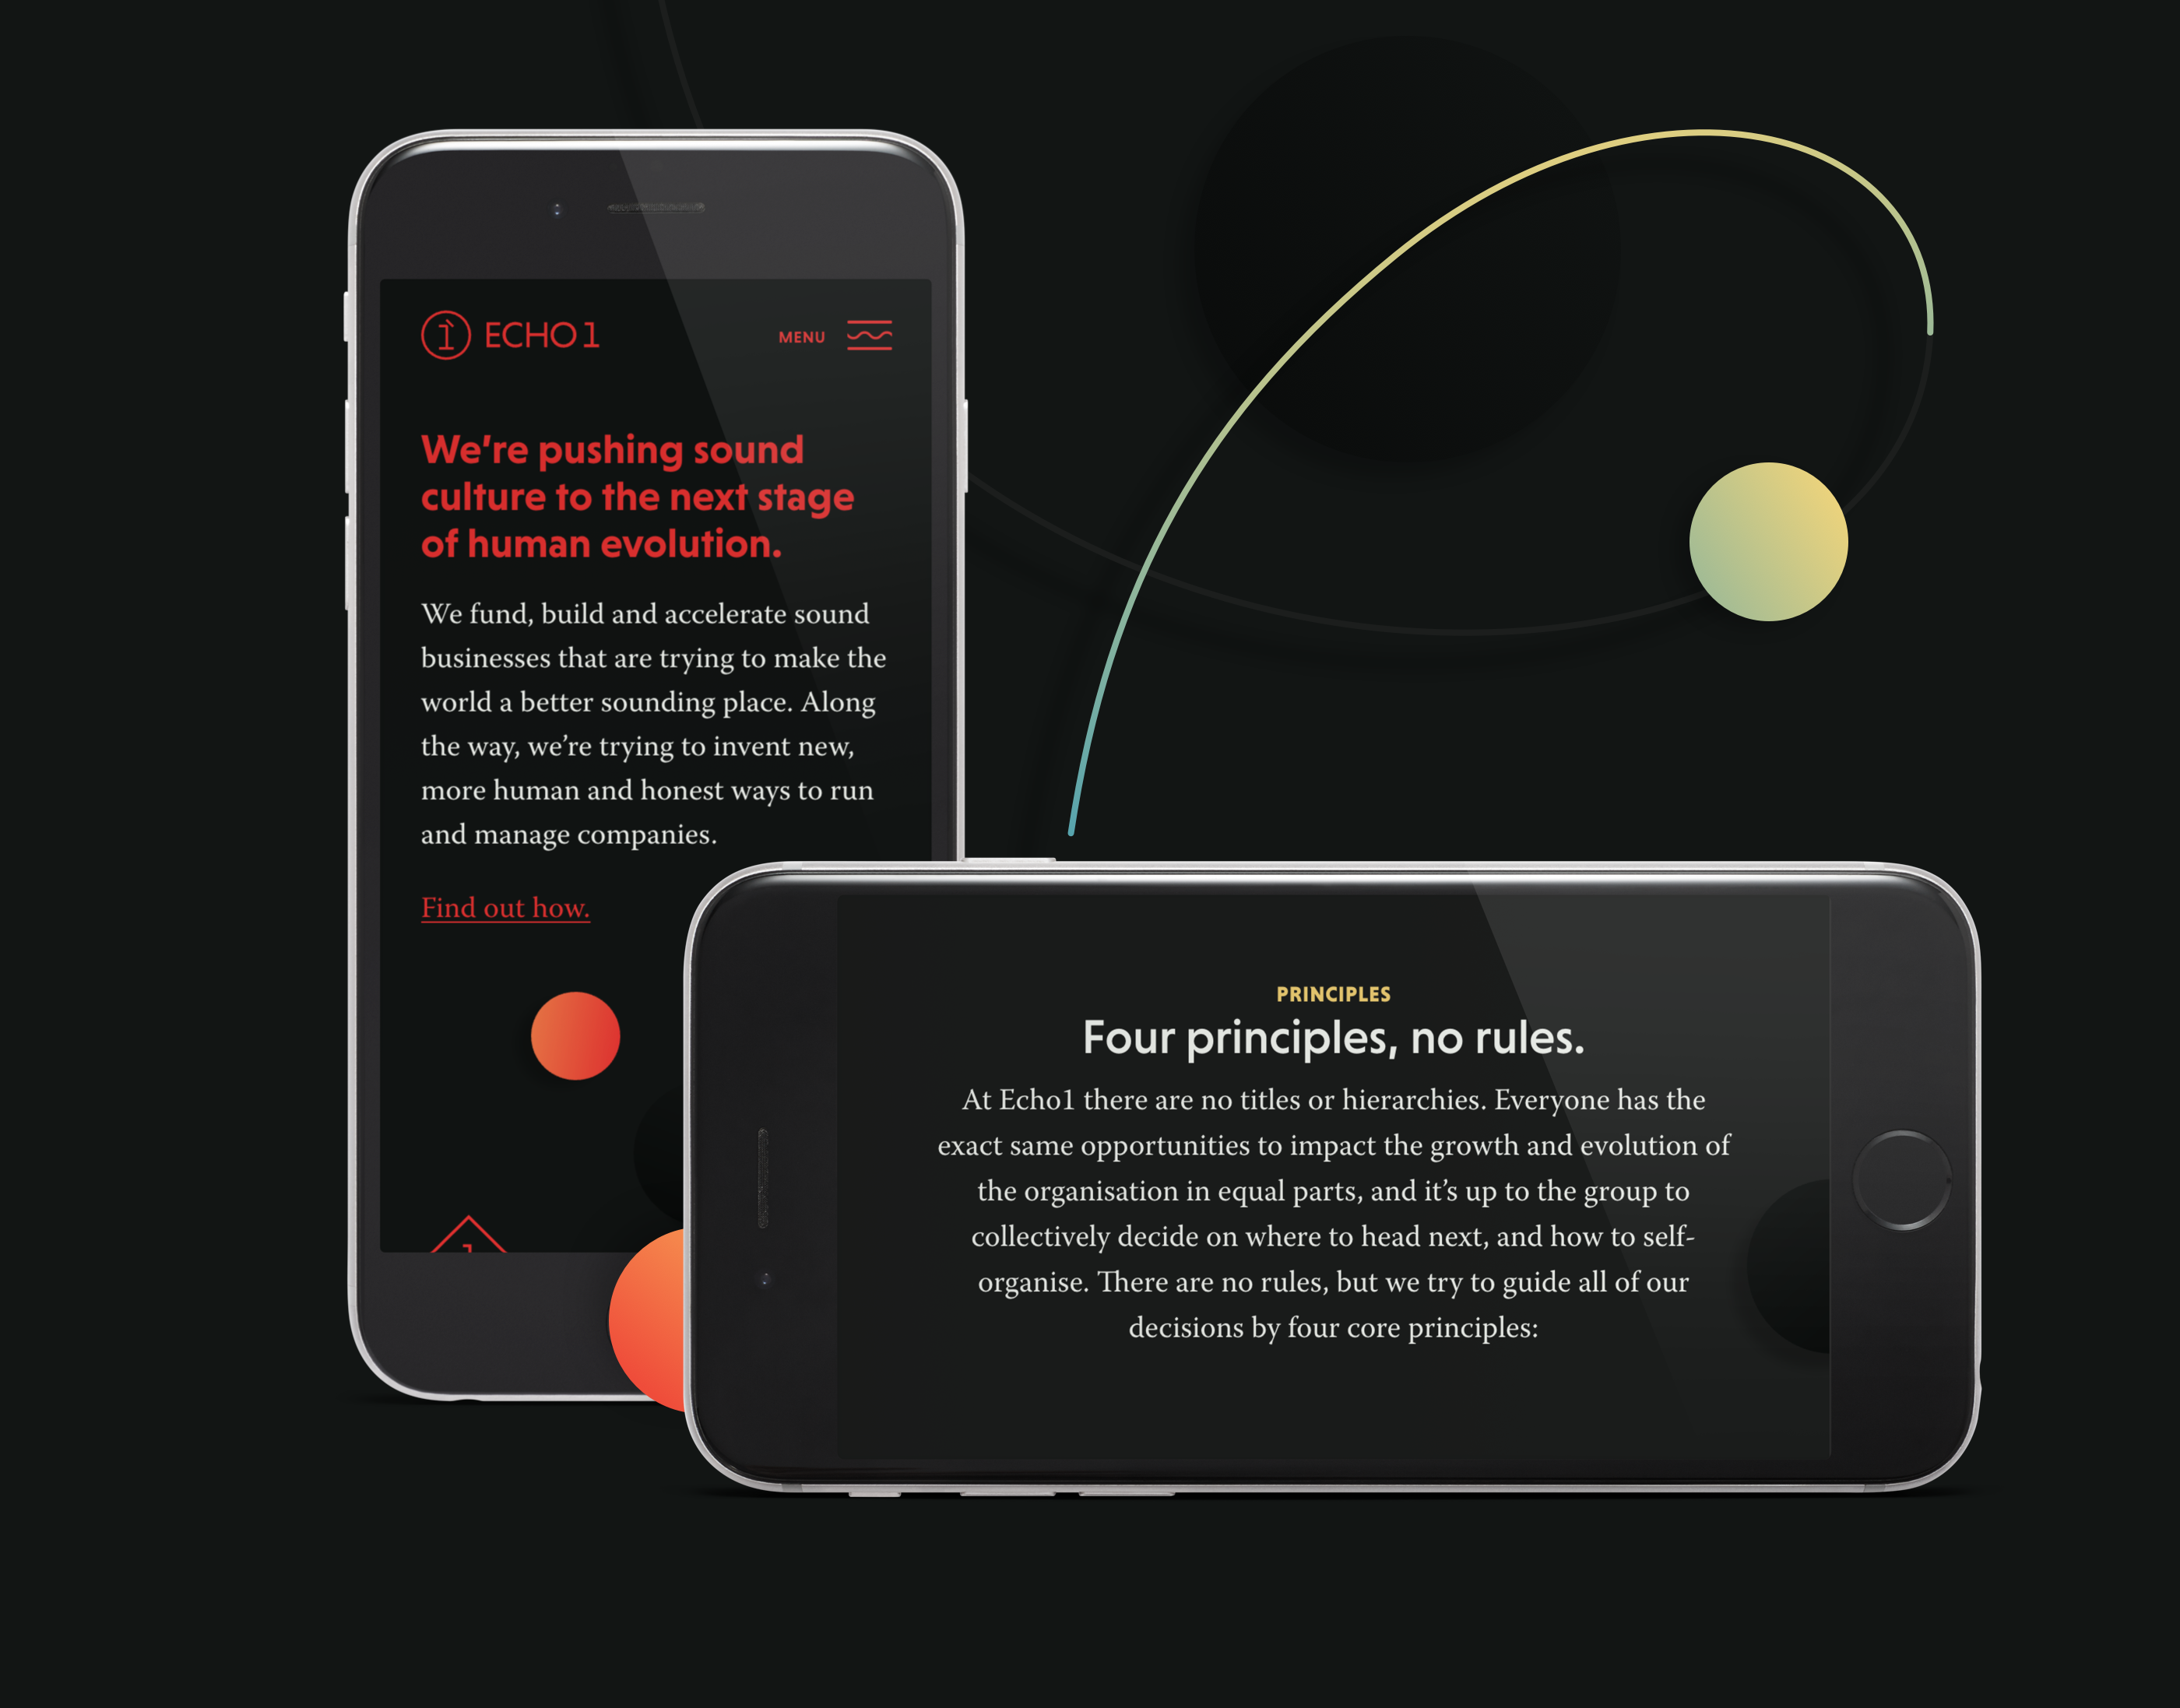 ECHO1
MENU
We're pushing sound
culture to the next stage
of human evolution.
We fund, build and accelerate sound
businesses that are trying to make the
world a better sounding place. Along
the way, we’re trying to invent new,
more human and honest ways to run
and manage companies.
Find out how.
PRINCIPLES
Four principles, no rules.
At Echo1 there are no titles or hierarchies. Everyone has the
exact same opportunities to impact the growth and evolution of
the organisation in equal parts, and it’s up to the group to
collectively decide on where to head next, and how to self-
organise. There are no rules, but we try to guide all of our
decisions by four core principles: